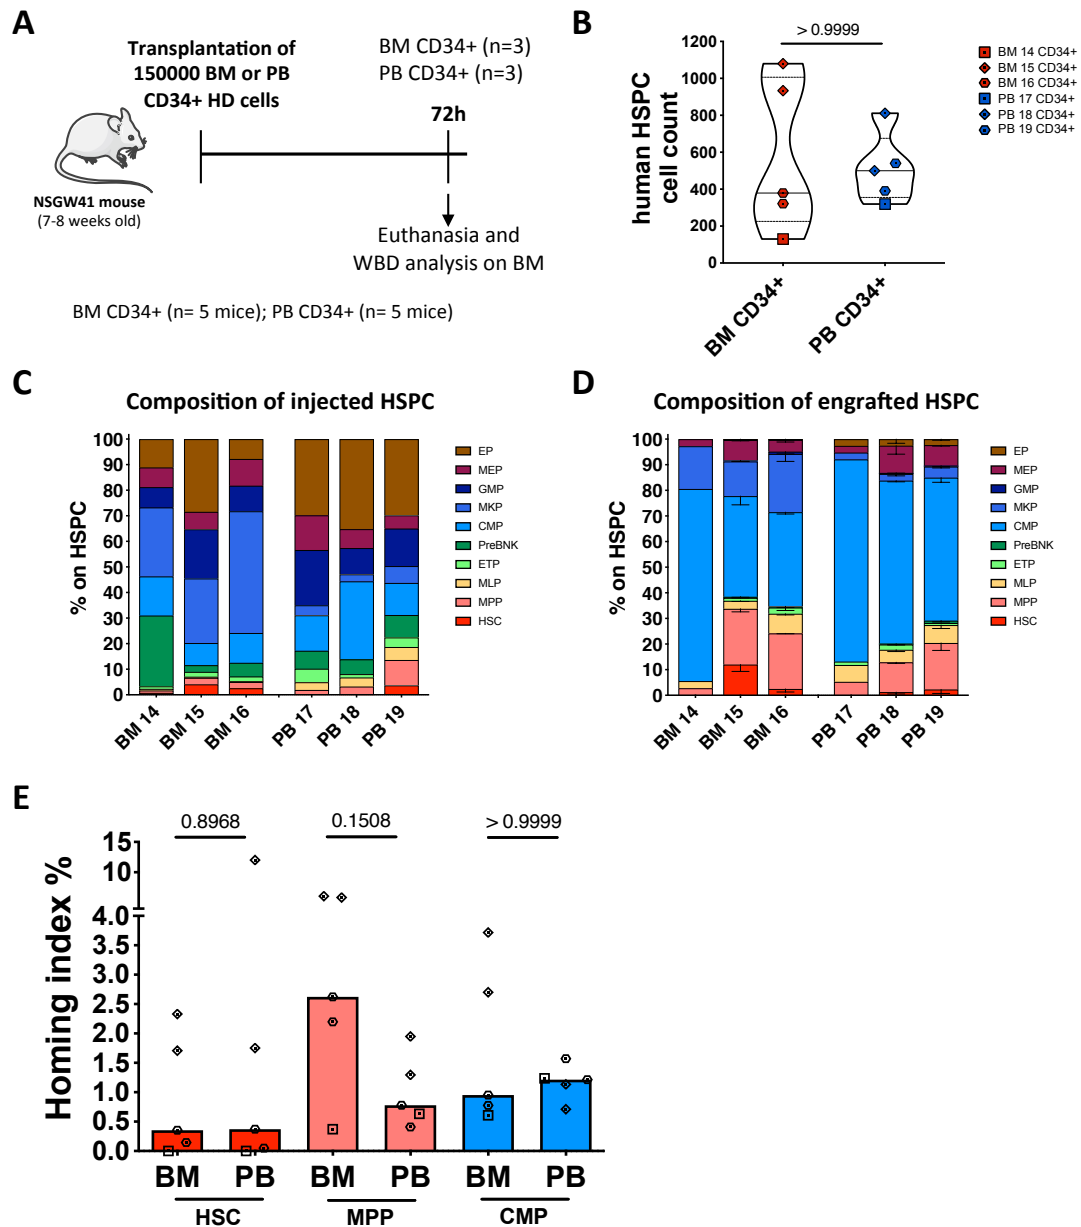 A
Transplantation of
150000 BM or PB
CD34+ HD cells
BM CD34+ (n=3)
PB CD34+ (n=3)
72h
NSGW41 mouse
(7-8 weeks old)
Euthanasia and
WBD analysis on BM
BM CD34+ (n= 5 mice); PB CD34+ (n= 5 mice)
B
> 0.9999
human HSPC
cell count
1200
1000
800
600
400
200
0
BM CD34+
PB CD34+
BM 14 CD34+
BM 15 CD34+
BM 16 CD34+
PB 17 CD34+
PB 18 CD34+
PB 19 CD34+
C
Composition of injected HSPC
% on HSPC
100
90
80
70
60
50
40
30
20
10
0
BM 14
BM 15
BM 16
PB 17
PB 18
PB 19
EP
MEP
GMP
MKP
CMP
PreBNK
ETP
MLP
MPP
HSC
D
Composition of engrafted HSPC
% on HSPC
100
90
80
70
60
50
40
30
20
10
0
BM 14
BM 15
BM 16
PB 17
PB 18
PB 19
EP
MEP
GMP
MKP
CMP
PreBNK
ETP
MLP
MPP
HSC
E
Homing index %
15
10
4.0
3.5
3.0
2.5
2.0
1.5
1.0
0.5
0.0
0.8968
0.1508
> 0.9999
BM
PB
BM
PB
BM
PB
HSC
MPP
CMP